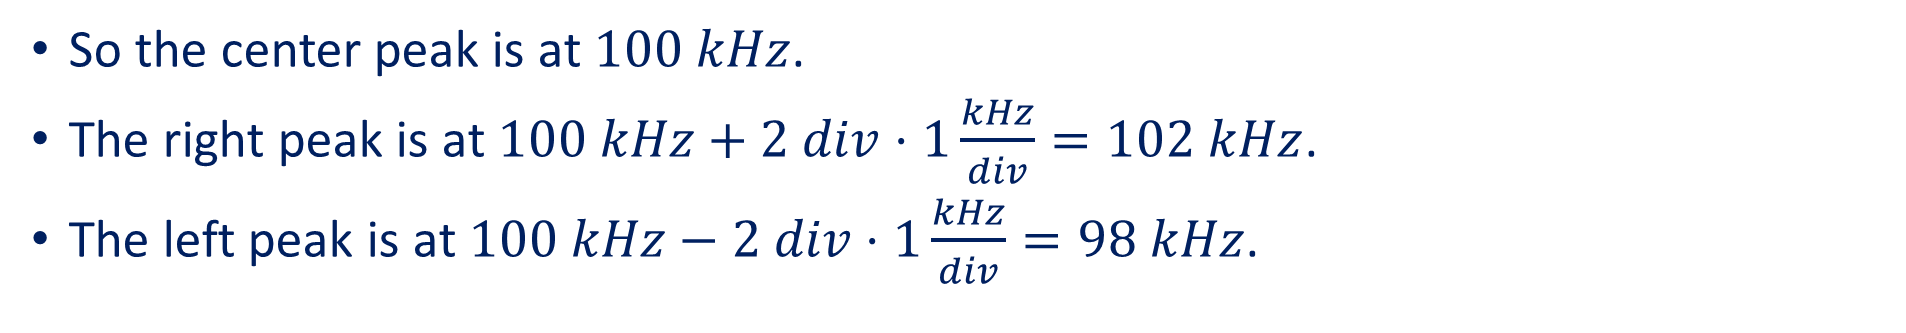 • So the center peak is at 100 kHz.
• The right peak is at 100 kHz + 2 div · 1 kHz/div = 102 kHz.
• The left peak is at 100 kHz − 2 div · 1 kHz/div = 98 kHz.